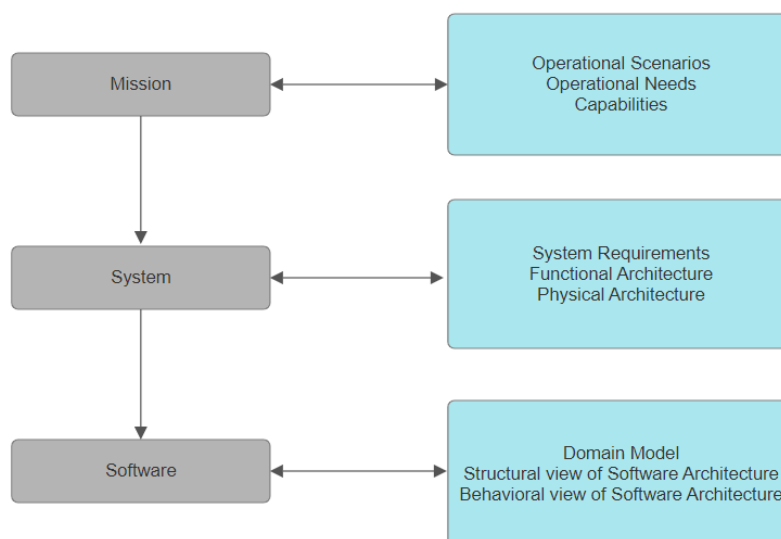 Mission
Operational Scenarios
Operational Needs
Capabilities
System
System Requirements
Functional Architecture
Physical Architecture
Software
Domain Model
Structural view of Software Architecture
Behavioral view of Software Architecture